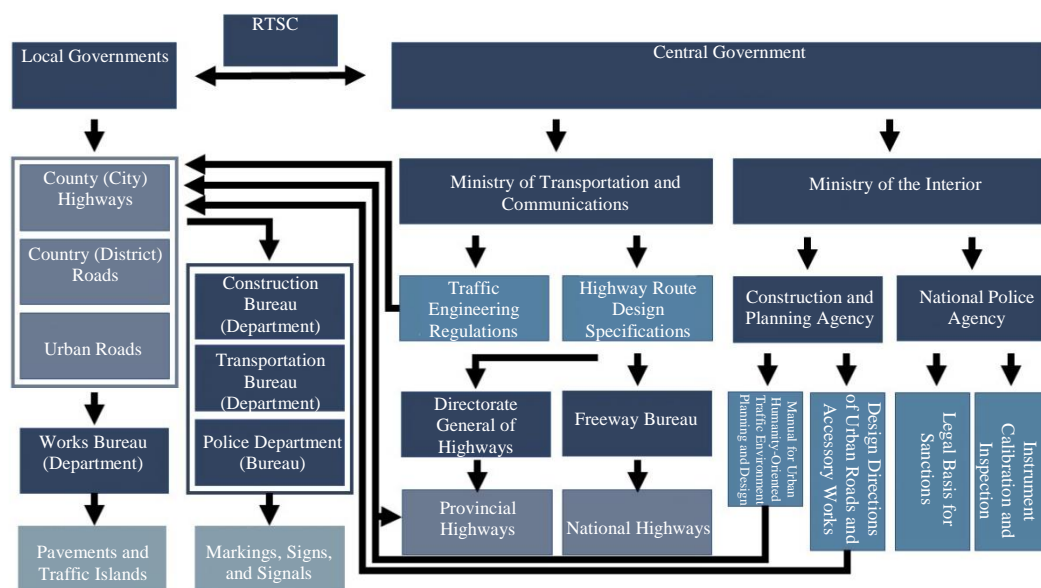 RTSC
Local Governments
Central Government
County (City)
Highways
Country (District)
Roads
Urban Roads
Works Bureau
(Department)
Pavements and
Traffic Islands
Construction
Bureau
(Department)
Transportation
Bureau
(Department)
Police Department
(Bureau)
Markings, Signs,
and Signals
Ministry of Transportation and
Communications
Ministry of the Interior
Traffic
Engineering
Regulations
Highway Route
Design
Specifications
Construction and
Planning Agency
National Police
Agency
Directorate
General of
Highways
Freeway Bureau
Provincial
Highways
National Highways
Manual for Urban
Humanity-Oriented
Traffic Environment
Planning and Design
Design Directions
of Urban Roads and
Accessory Works
Legal Basis for
Sanctions
Instrument
Calibration and
Inspection